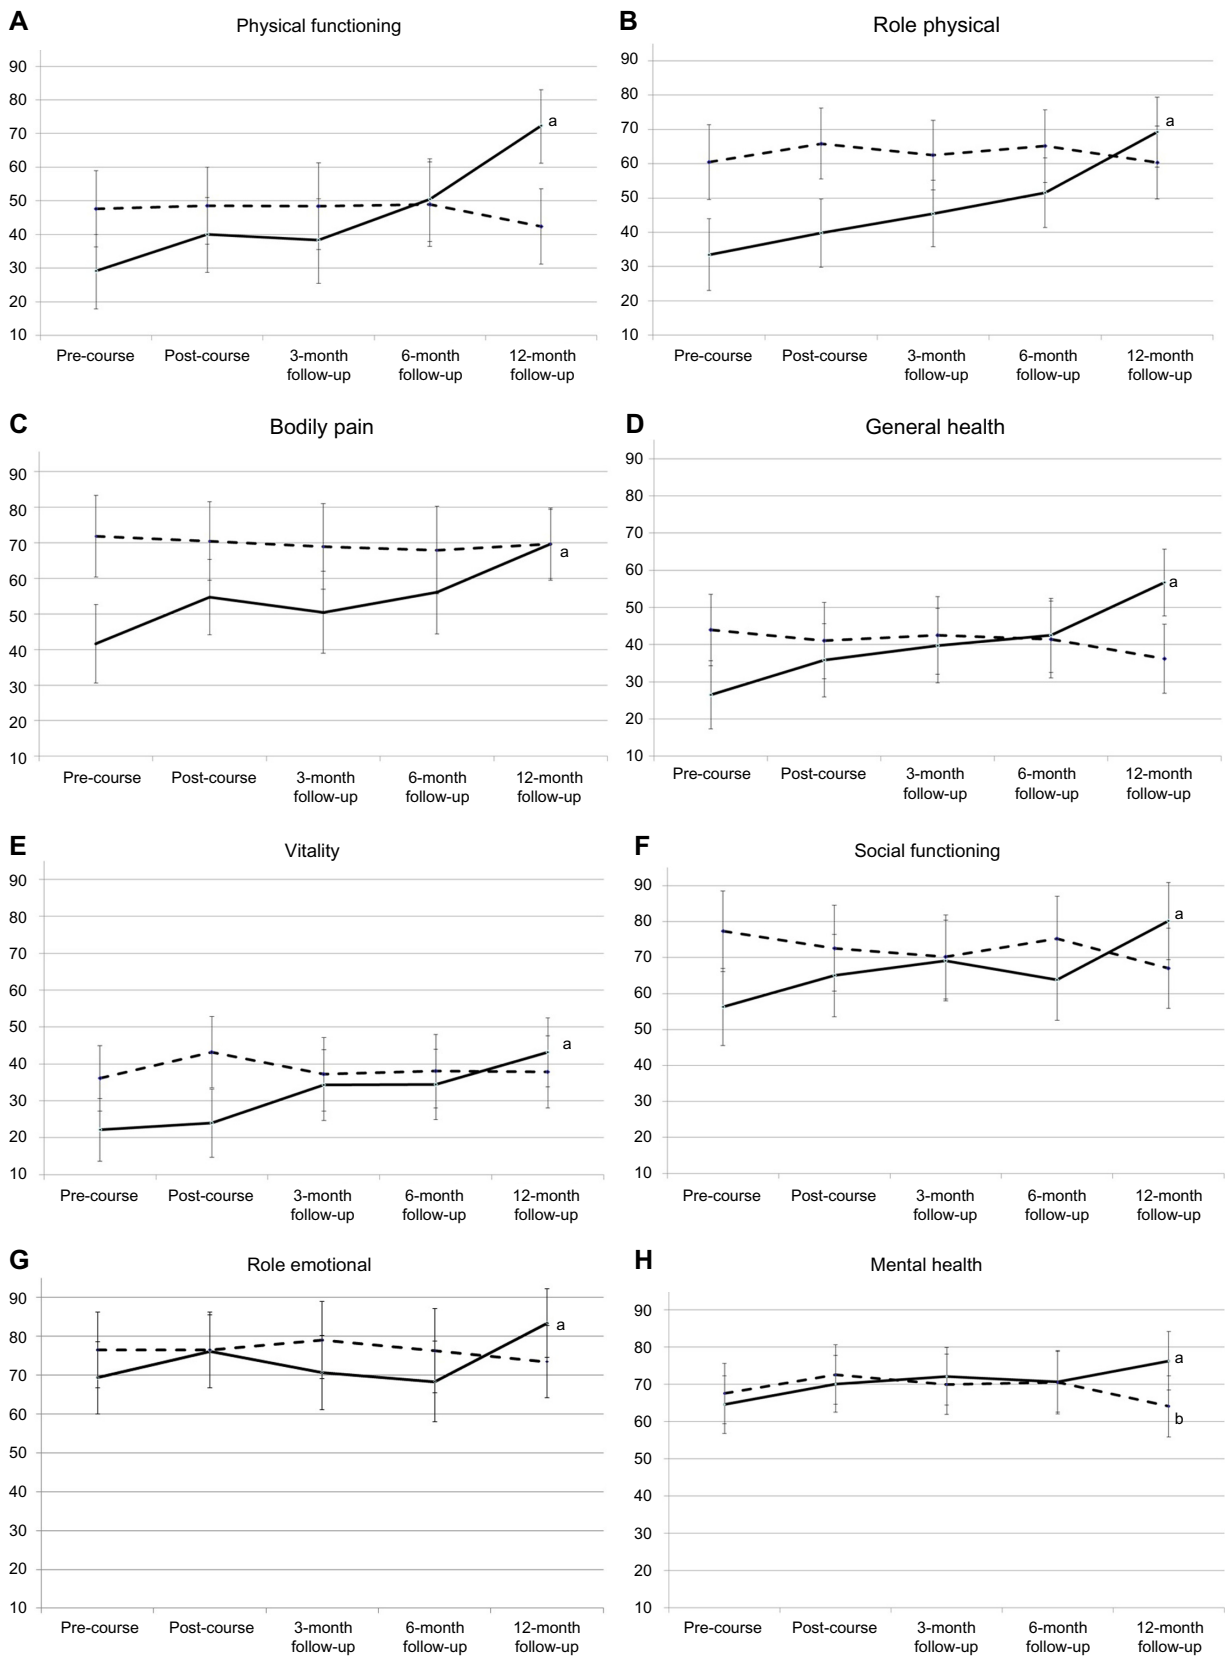 A
Physical functioning
90
80
70
60
50
40
30
20
10
a
Pre-course Post-course 3-month 6-month 12-month
follow-up follow-up follow-up
B
Role physical
90
80
70
60
50
40
30
20
10
a
Pre-course Post-course 3-month 6-month 12-month
follow-up follow-up follow-up
C
Bodily pain
90
80
70
60
50
40
30
20
10
a
Pre-course Post-course 3-month 6-month 12-month
follow-up follow-up follow-up
D
General health
90
80
70
60
50
40
30
20
10
a
Pre-course Post-course 3-month 6-month 12-month
follow-up follow-up follow-up
E
Vitality
90
80
70
60
50
40
30
20
10
a
Pre-course Post-course 3-month 6-month 12-month
follow-up follow-up follow-up
F
Social functioning
90
80
70
60
50
40
30
20
10
a
Pre-course Post-course 3-month 6-month 12-month
follow-up follow-up follow-up
G
Role emotional
90
80
70
60
50
40
30
20
10
a
Pre-course Post-course 3-month 6-month 12-month
follow-up follow-up follow-up
H
Mental health
90
80
70
60
50
40
30
20
10
a
b
Pre-course Post-course 3-month 6-month 12-month
follow-up follow-up follow-up